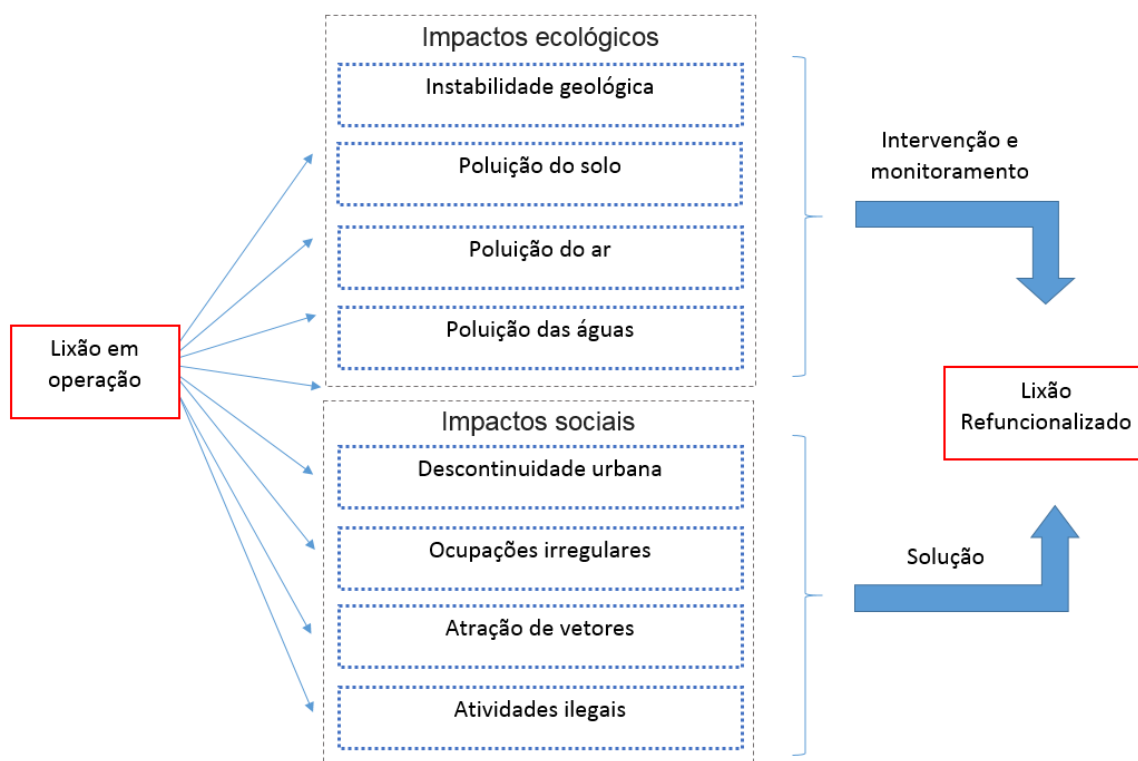 Impactos ecológicos
Instabilidade geológica
Poluição do solo
Poluição do ar
Poluição das águas
Lixão em
operação
Impactos sociais
Descontinuidade urbana
Ocupações irregulares
Atração de vetores
Atividades ilegais
Intervenção e
monitoramento
Lixão
Refuncionalizado
Solução